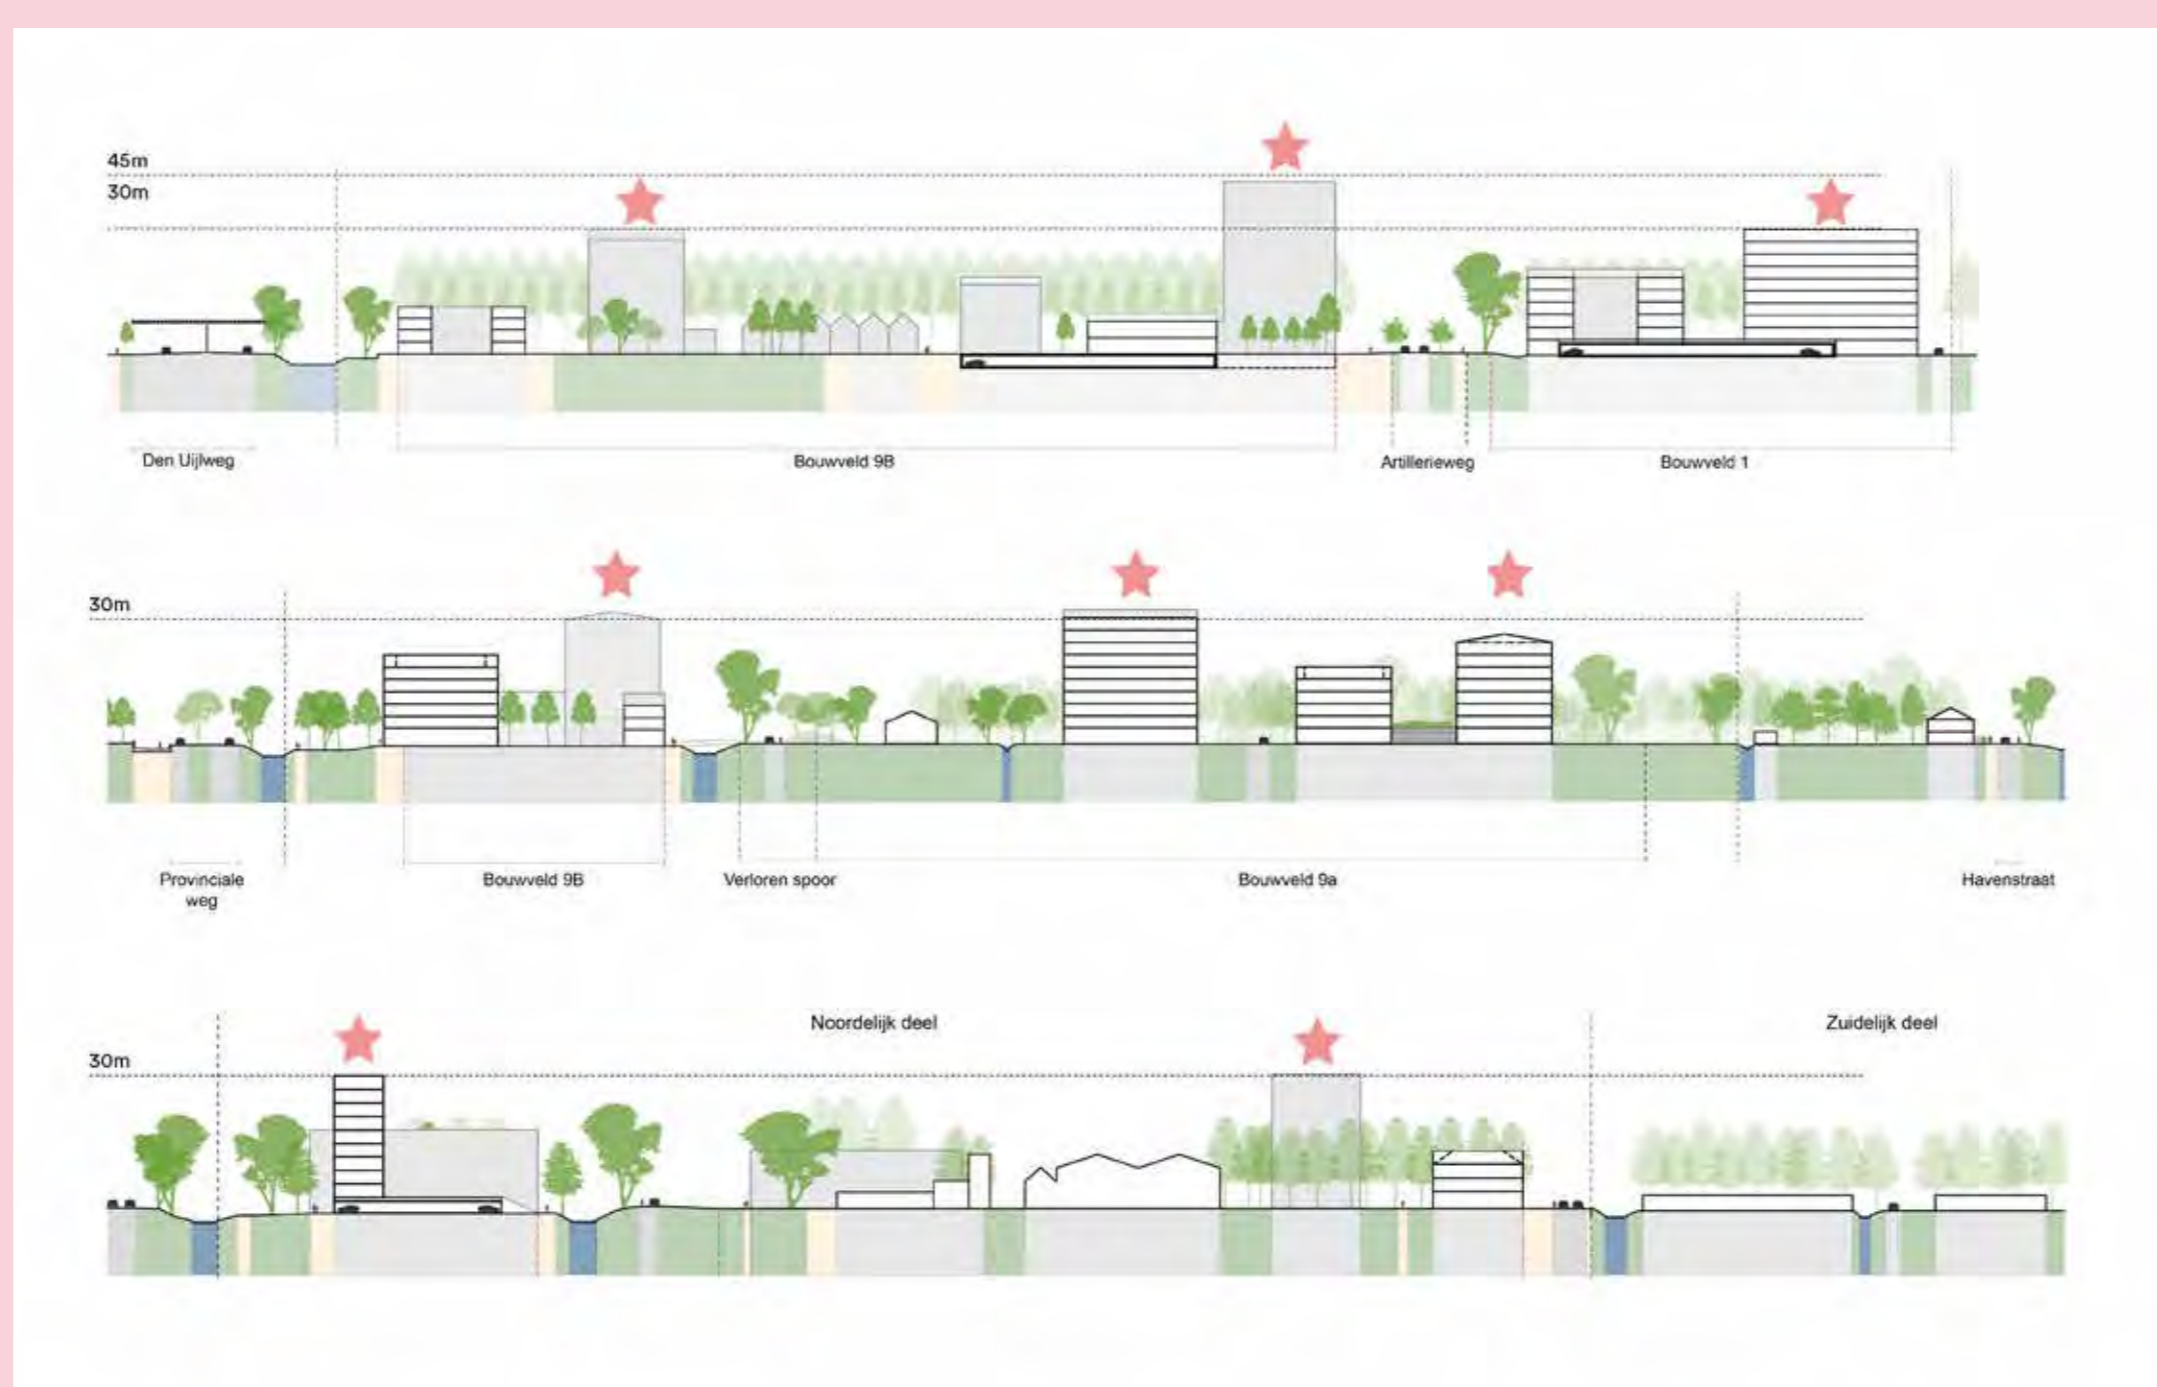 45m
30m
Den Uijlweg
Bouwveld 9B
Artillerieweg
Bouwveld 1
30m
Provinciale
weg
Bouwveld 9B
Verloren spoor
Bouwveld 9a
Havenstraat
Noordelijk deel
Zuidelijk deel
30m